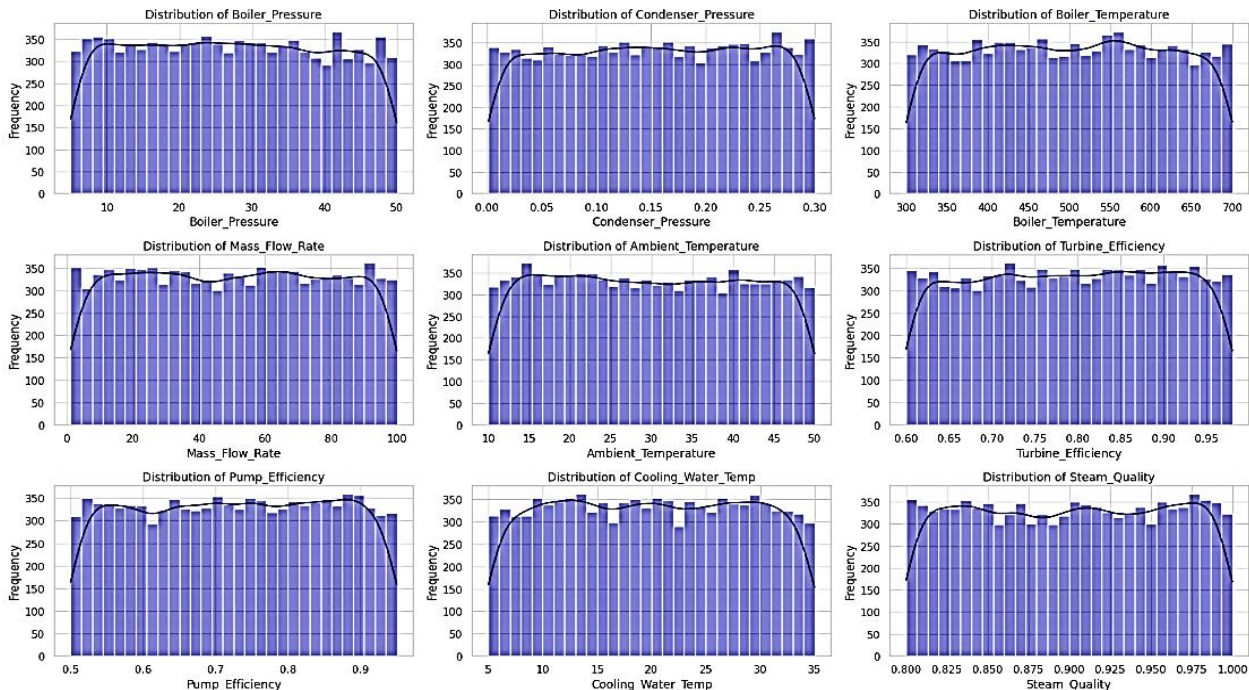 Distribution of Boiler_Pressure
Distribution of Condenser_Pressure
Distribution of Boiler_Temperature
350
300
250
200
150
100
50
0
Frequency
10 20 30 40 50
Boiler_Pressure
350
300
250
200
150
100
50
0
Frequency
0.00 0.05 0.10 0.15 0.20 0.25 0.30
Condenser_Pressure
350
300
250
200
150
100
50
0
Frequency
300 350 400 450 500 550 600 650 700
Boiler_Temperature
Distribution of Mass_Flow_Rate
Distribution of Ambient_Temperature
Distribution of Turbine_Efficiency
350
300
250
200
150
100
50
0
Frequency
0 20 40 60 80 100
Mass_Flow_Rate
350
300
250
200
150
100
50
0
Frequency
10 15 20 25 30 35 40 45 50
Ambient_Temperature
350
300
250
200
150
100
50
0
Frequency
0.60 0.65 0.70 0.75 0.80 0.85 0.90 0.95
Turbine_Efficiency
Distribution of Pump_Efficiency
Distribution of Cooling_Water_Temp
Distribution of Steam_Quality
350
300
250
200
150
100
50
0
Frequency
0.5 0.6 0.7 0.8 0.9
Pump_Efficiency
350
300
250
200
150
100
50
0
Frequency
5 10 15 20 25 30 35
Cooling_Water_Temp
350
300
250
200
150
100
50
0
Frequency
0.800 0.825 0.850 0.875 0.900 0.925 0.950 0.975 1.000
Steam_Quality